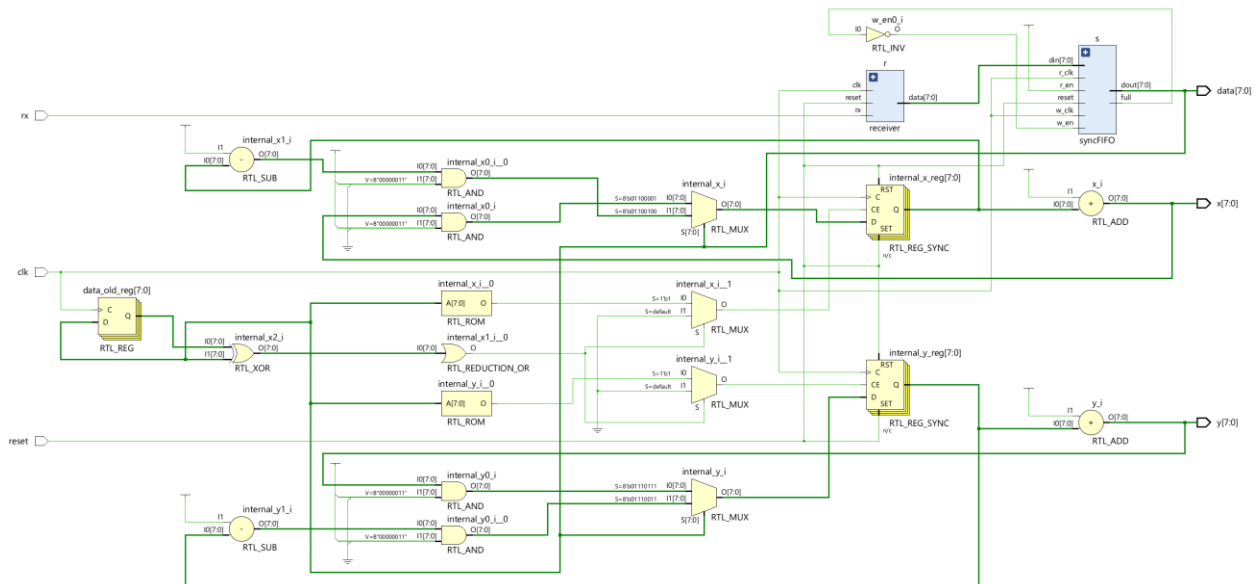 w_en0_i
I0
O
RTL_INV
s
din[7:0]
r_clk
r_en
reset
w_clk
w_en
dout[7:0]
full
syncFIFO
data[7:0]
r
clk
reset
rx
data[7:0]
receiver
rx
internal_x1_i
I1
I0[7:0]
O[7:0]
RTL_SUB
internal_x0_i__0
I0[7:0]
I1[7:0]
O[7:0]
V=B"00000011"
RTL_AND
internal_x0_i
I0[7:0]
I1[7:0]
O[7:0]
V=B"00000011"
RTL_AND
internal_x_i
S=8'b01100001
I0[7:0]
S=8'b01100100
I1[7:0]
O[7:0]
S[7:0]
RTL_MUX
internal_x_reg[7:0]
RST
C
CE
Q
D
SET
n/c
RTL_REG_SYNC
x_i
I1
I0[7:0]
O[7:0]
RTL_ADD
x[7:0]
clk
data_old_reg[7:0]
C
D
Q
RTL_REG
internal_x2_i
I0[7:0]
I1[7:0]
O[7:0]
RTL_XOR
internal_x_i__0
A[7:0]
O
RTL_ROM
internal_x1_i__0
I0[7:0]
O
RTL_REDUCTION_OR
internal_y_i__0
A[7:0]
O
RTL_ROM
internal_x_i__1
S=1'b1
I0
S=default
I1
O
S
RTL_MUX
internal_y_i__1
S=1'b1
I0
S=default
I1
O
S
RTL_MUX
internal_y_reg[7:0]
RST
C
CE
Q
D
SET
n/c
RTL_REG_SYNC
y_i
I1
I0[7:0]
O[7:0]
RTL_ADD
y[7:0]
reset
internal_y1_i
I1
I0[7:0]
O[7:0]
RTL_SUB
internal_y0_i
I0[7:0]
I1[7:0]
O[7:0]
V=B"00000011"
RTL_AND
internal_y0_i__0
I0[7:0]
I1[7:0]
O[7:0]
V=B"00000011"
RTL_AND
internal_y_i
S=8'b01110111
I0[7:0]
S=8'b01110011
I1[7:0]
O[7:0]
S[7:0]
RTL_MUX